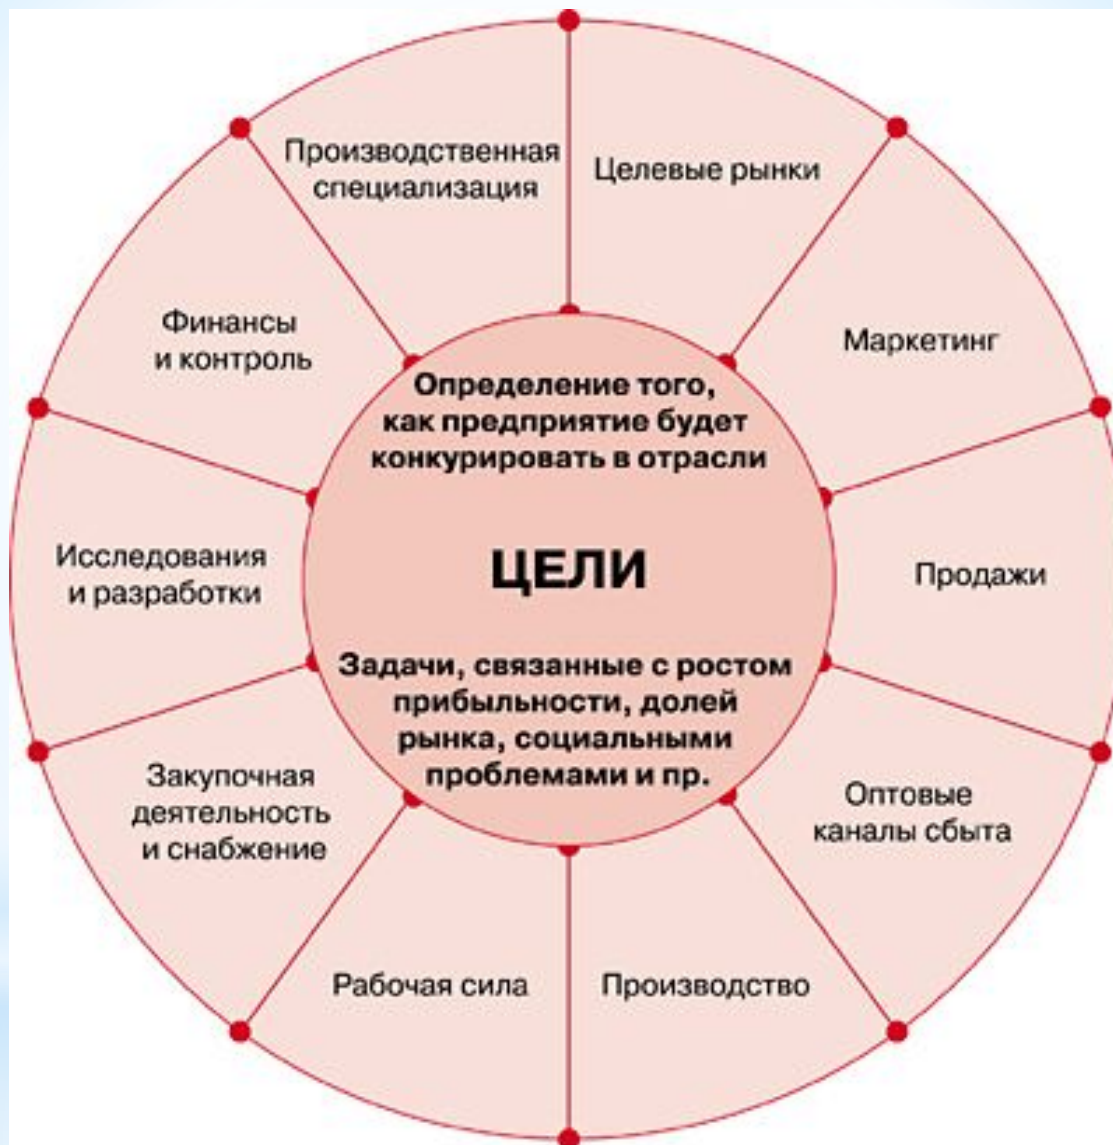 Производственная
специализация
Целевые рынки
Маркетинг
Продажи
Оптовые
каналы сбыта
Производство
Рабочая сила
Закупочная
деятельность
и снабжение
Исследования
и разработки
Финансы
и контроль
Определение того,
как предприятие будет
конкурировать в отрасли
ЦЕЛИ
Задачи, связанные с ростом
прибыльности, долей
рынка, социальными
проблемами и пр.